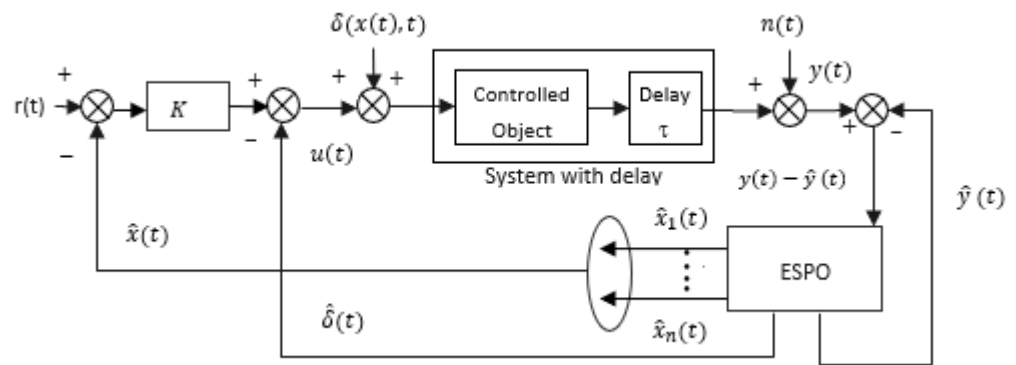 δ(x(t),t)
n(t)
+
+
+
+
+
y(t)
r(t)
K
Controlled
Object
Delay
τ
−
−
u(t)
+
−
System with delay
y(t) − ŷ (t)
ŷ (t)
x̂(t)
x̂₁(t)
ESPO
δ̂(t)
x̂ₙ(t)